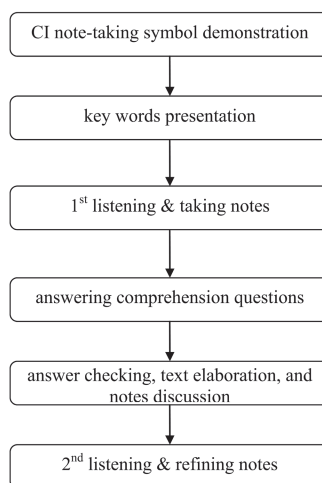 CI note-taking symbol demonstration
key words presentation
1st listening & taking notes
answering comprehension questions
answer checking, text elaboration, and
notes discussion
2nd listening & refining notes